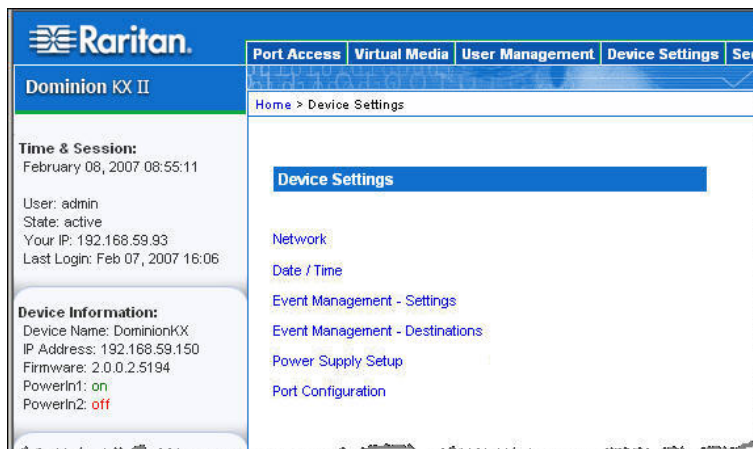 Raritan.
Dominion KX II
Port Access
Virtual Media
User Management
Device Settings
Home > Device Settings
Time & Session:
February 08, 2007 08:55:11
User: admin
State: active
Your IP: 192.168.59.93
Last Login: Feb 07, 2007 16:06
Device Information:
Device Name: DominionKX
IP Address: 192.168.59.150
Firmware: 2.0.0.2.5194
PowerIn1: on
PowerIn2: off
Device Settings
Network
Date / Time
Event Management - Settings
Event Management - Destinations
Power Supply Setup
Port Configuration